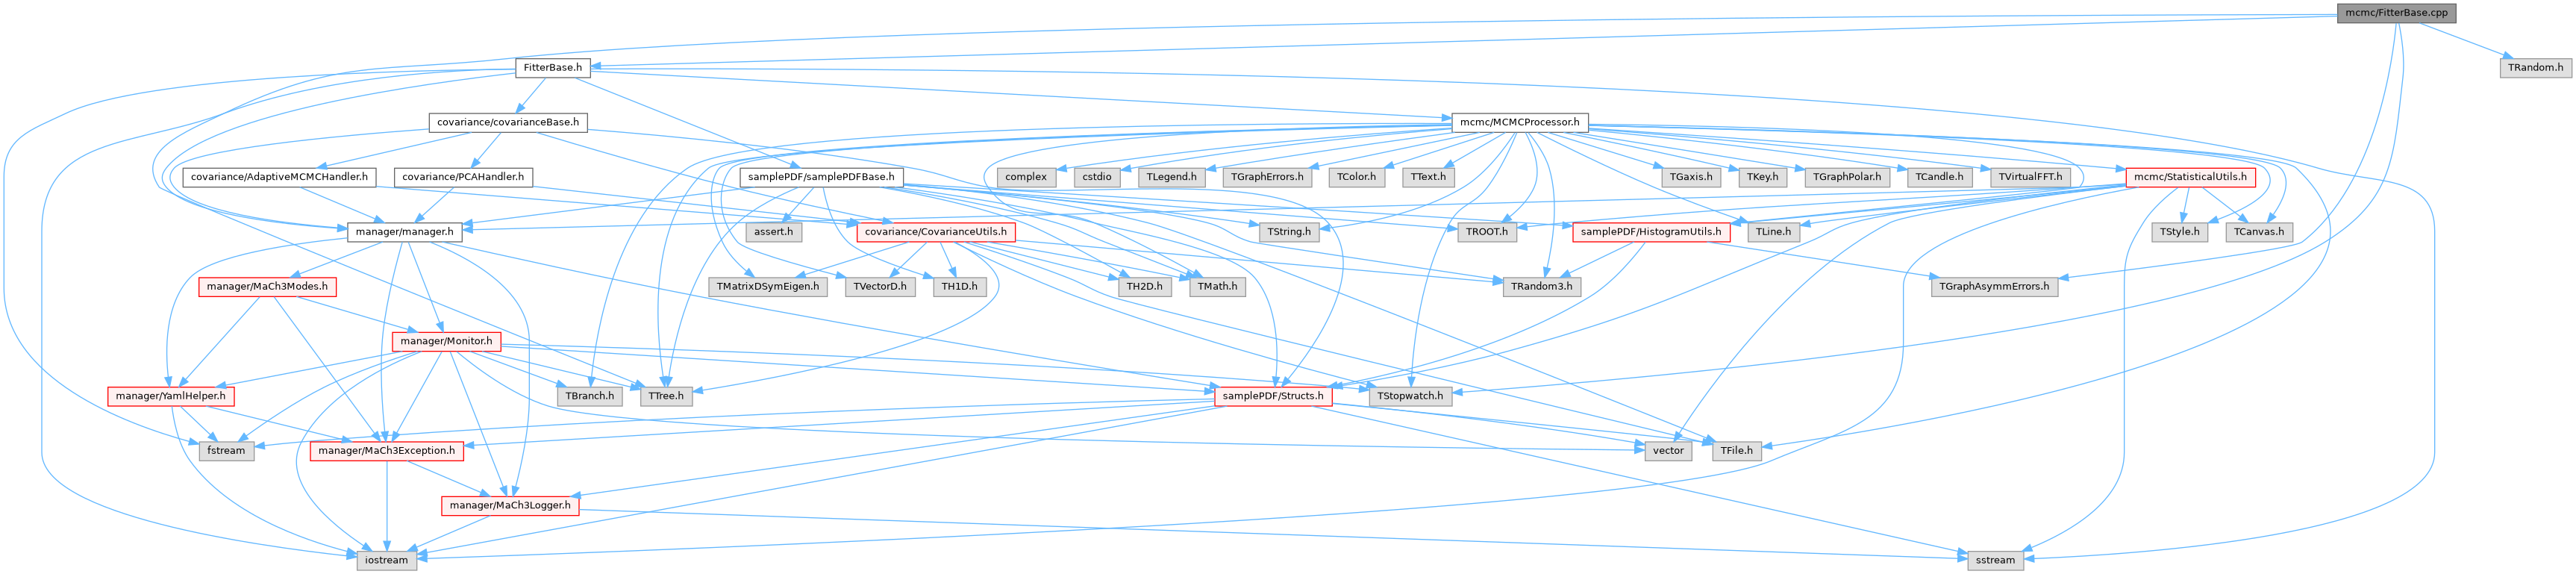 mcmc/FitterBase.cpp
FitterBase.h
TRandom.h
covariance/covarianceBase.h
mcmc/MCMCProcessor.h
covariance/AdaptiveMCMCHandler.h
covariance/PCAHandler.h
samplePDF/samplePDFBase.h
complex
cstdio
TLegend.h
TGraphErrors.h
TColor.h
TText.h
TGaxis.h
TKey.h
TGraphPolar.h
TCandle.h
TVirtualFFT.h
mcmc/StatisticalUtils.h
manager/manager.h
assert.h
covariance/CovarianceUtils.h
TString.h
TROOT.h
samplePDF/HistogramUtils.h
TLine.h
TStyle.h
TCanvas.h
manager/MaCh3Modes.h
TMatrixDSymEigen.h
TVectorD.h
TH1D.h
TH2D.h
TMath.h
TRandom3.h
TGraphAsymmErrors.h
manager/Monitor.h
manager/YamlHelper.h
TBranch.h
TTree.h
samplePDF/Structs.h
TStopwatch.h
fstream
manager/MaCh3Exception.h
vector
TFile.h
manager/MaCh3Logger.h
iostream
sstream